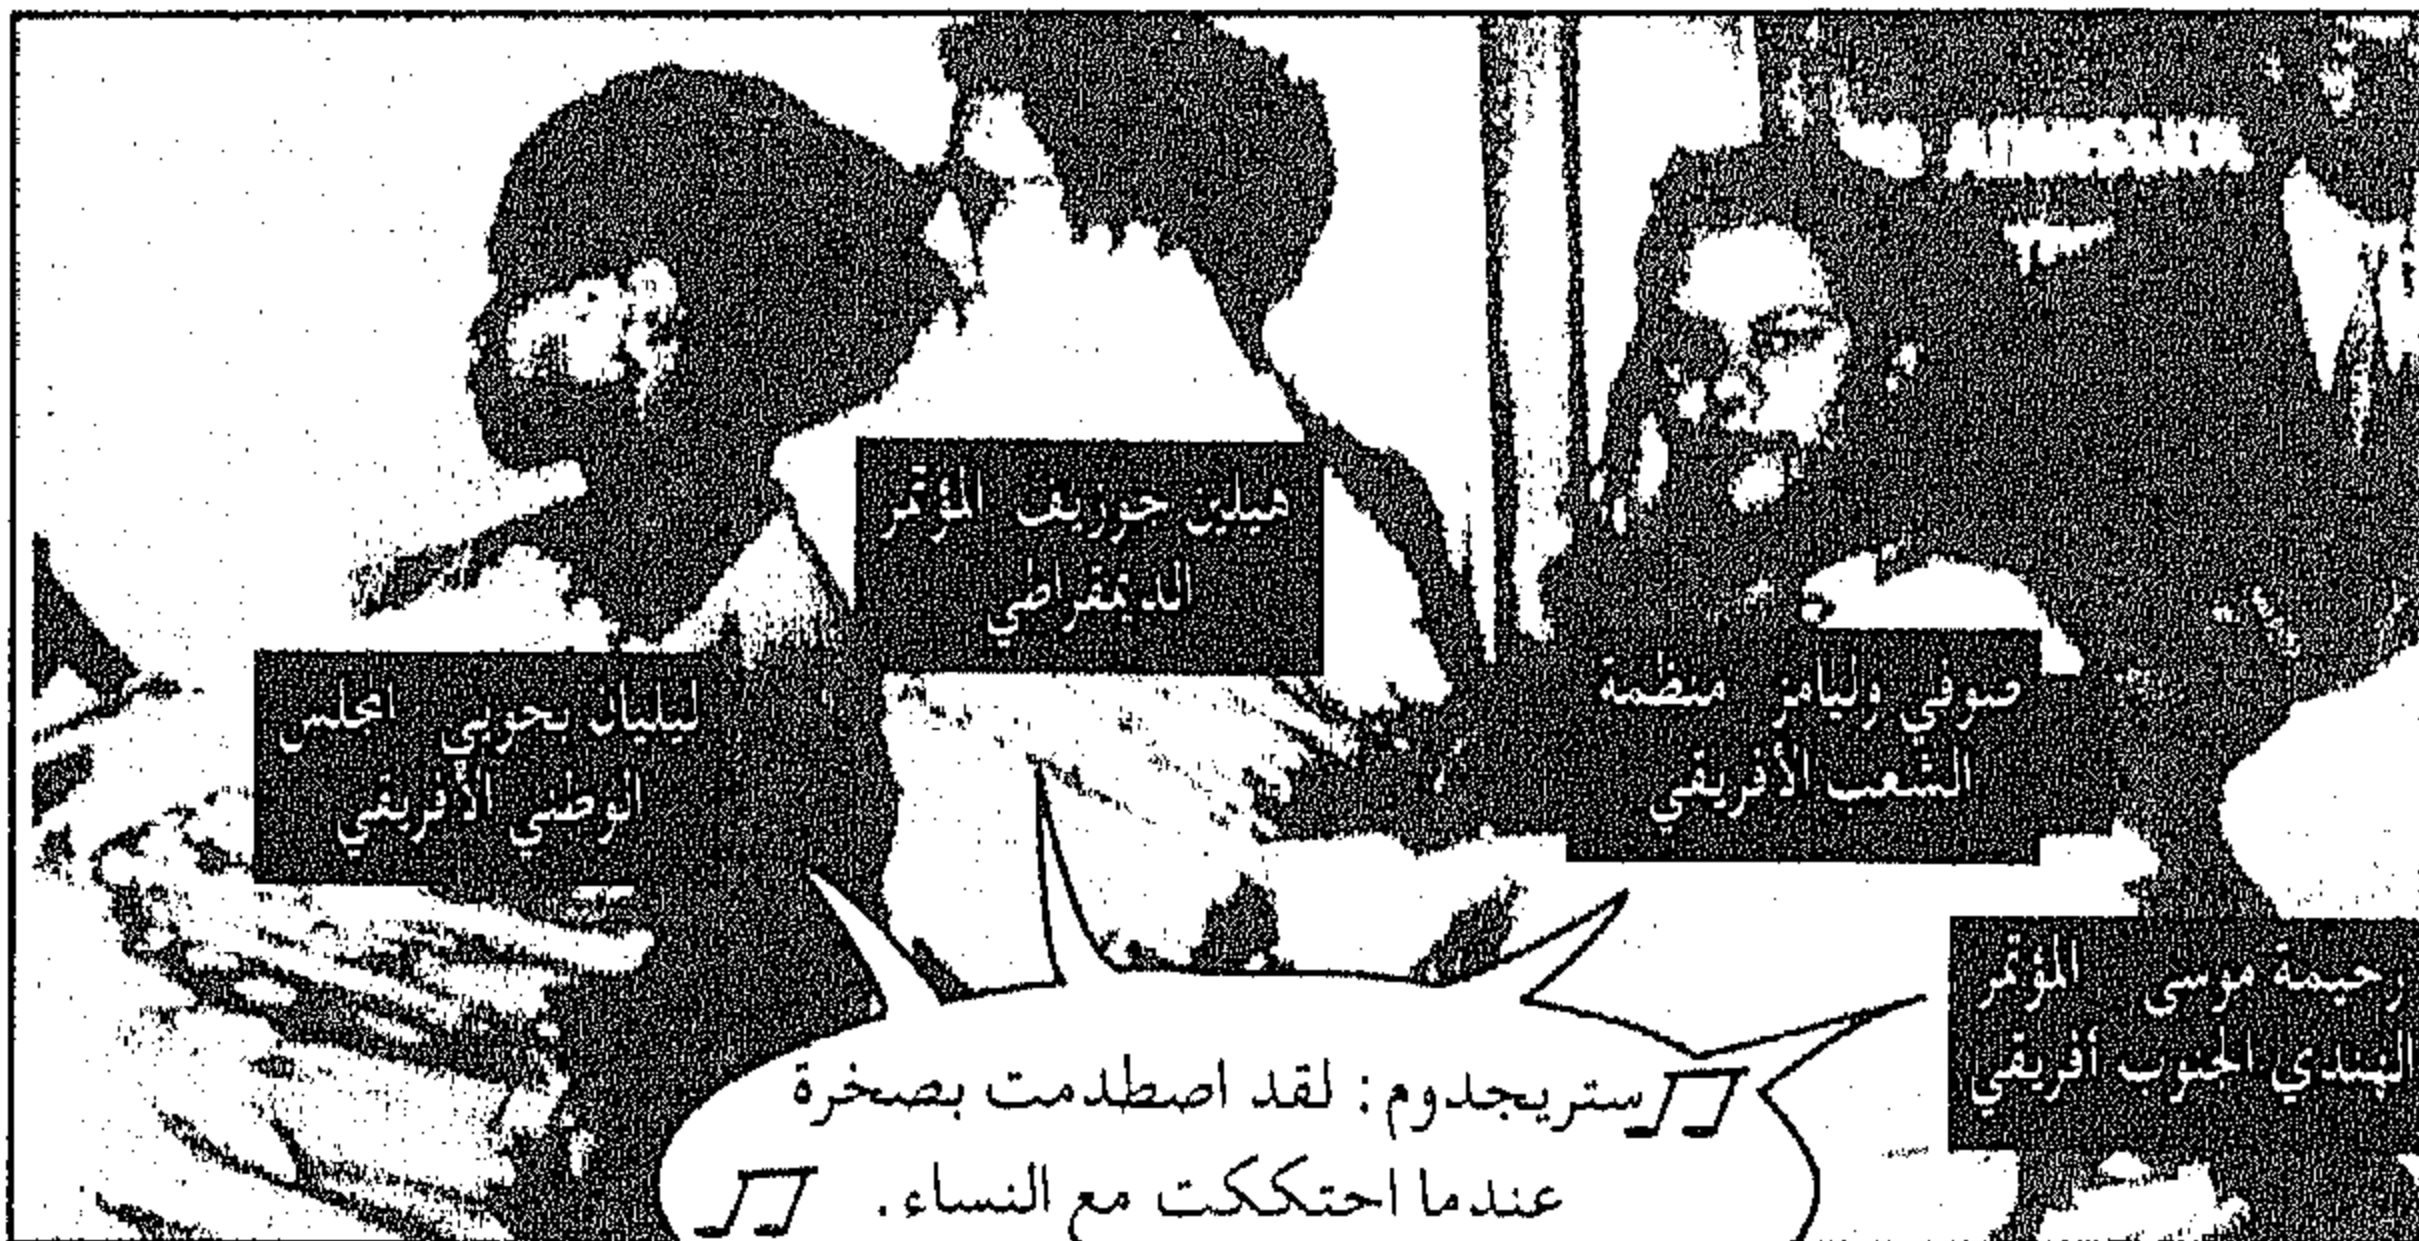 هيلين جوزيف المؤتمر
الديمقراطي
صوفي وليامز منظمة
الشعب الأفريقي
ليليان نجويي المجلس
الوطني الأفريقي
رحيمة موسى المؤتمر
الهندي الجنوب أفريقي
ستريجدوم: لقد اصطدمت بصخرة
عندما احتككت مع النساء.